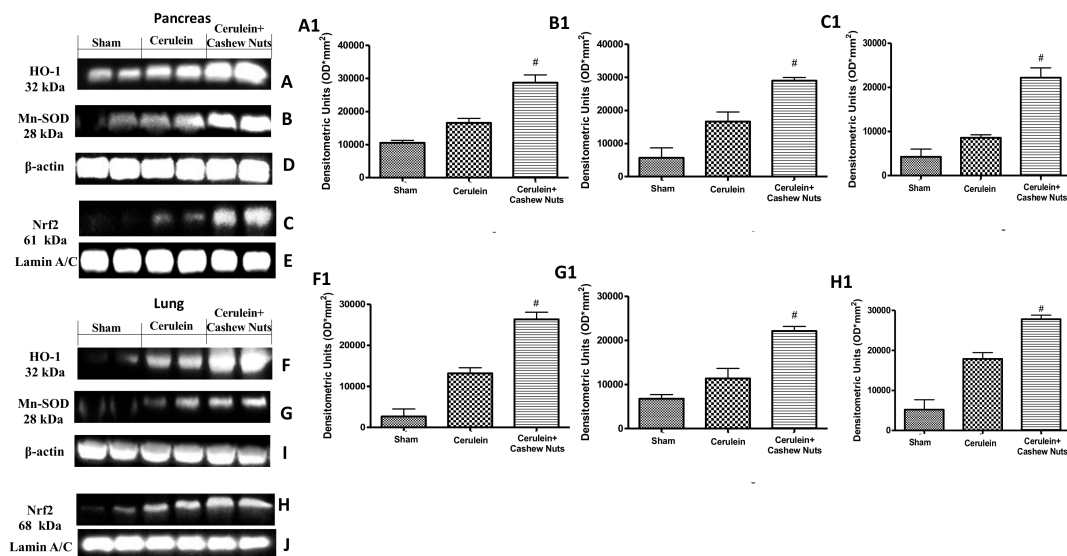 Pancreas
Sham
Cerulein
Cerulein+
Cashew Nuts
HO-1
32 kDa
A
Mn-SOD
28 kDa
B
β-actin
D
Nrf2
61 kDa
C
Lamin A/C
E
Lung
Sham
Cerulein
Cerulein+
Cashew Nuts
HO-1
32 kDa
F
Mn-SOD
28 kDa
G
β-actin
I
Nrf2
68 kDa
H
Lamin A/C
J
A1
Densitometric Units (OD*mm²)
40000
30000
20000
10000
0
#
Sham
Cerulein
Cerulein+
Cashew Nuts
B1
Densitometric Units (OD*mm²)
40000
30000
20000
10000
0
#
Sham
Cerulein
Cerulein+
Cashew Nuts
C1
Densitometric Units (OD*mm²)
30000
20000
10000
0
#
Sham
Cerulein
Cerulein+
Cashew Nuts
F1
Densitometric Units (OD*mm²)
30000
20000
10000
0
#
Sham
Cerulein
Cerulein+
Cashew Nuts
G1
Densitometric Units (OD*mm²)
30000
20000
10000
0
#
Sham
Cerulein
Cerulein+
Cashew Nuts
H1
Densitometric Units (OD*mm²)
30000
20000
10000
0
#
Sham
Cerulein
Cerulein+
Cashew Nuts